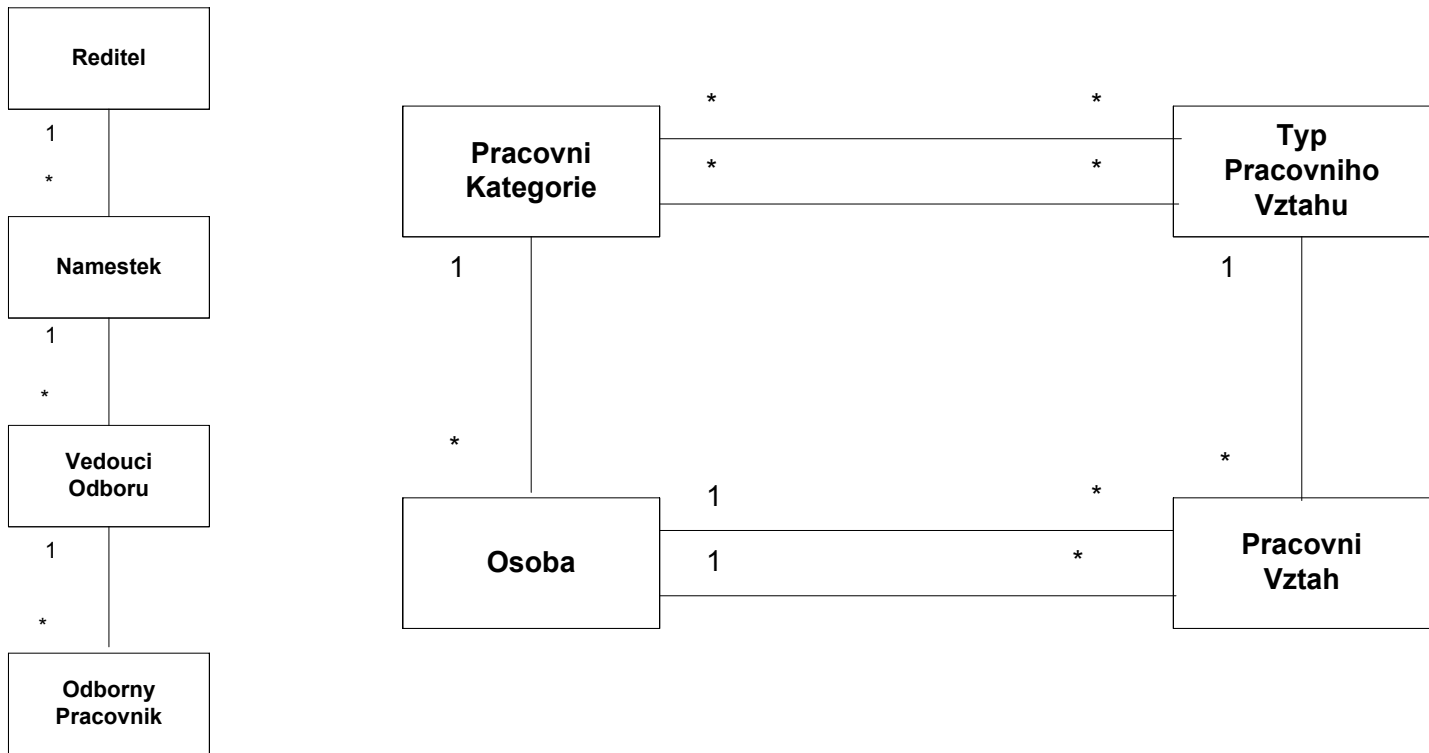 Reditel
1
*
Namestek
1
*
Vedouci
Odboru
1
*
Odborny
Pracovnik
* *
Pracovni
Kategorie
* *
Typ
Pracovniho
Vztahu
1 1
* *
Osoba
1 *
1 *
Pracovni
Vztah